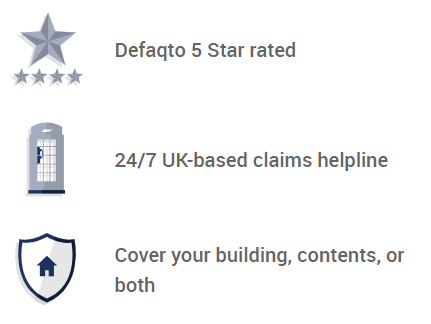 Defaqto 5 Star rated
24/7 UK-based claims helpline
Cover your building, contents, or
both